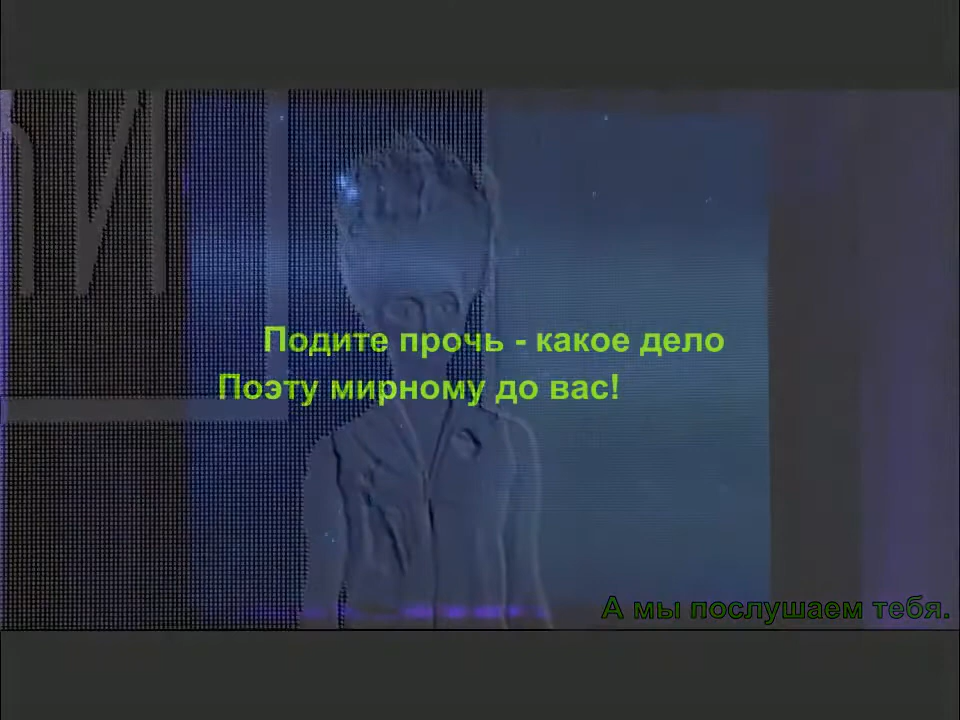 Подите прочь - какое дело
Поэту мирному до вас!
А мы послушаем тебя.